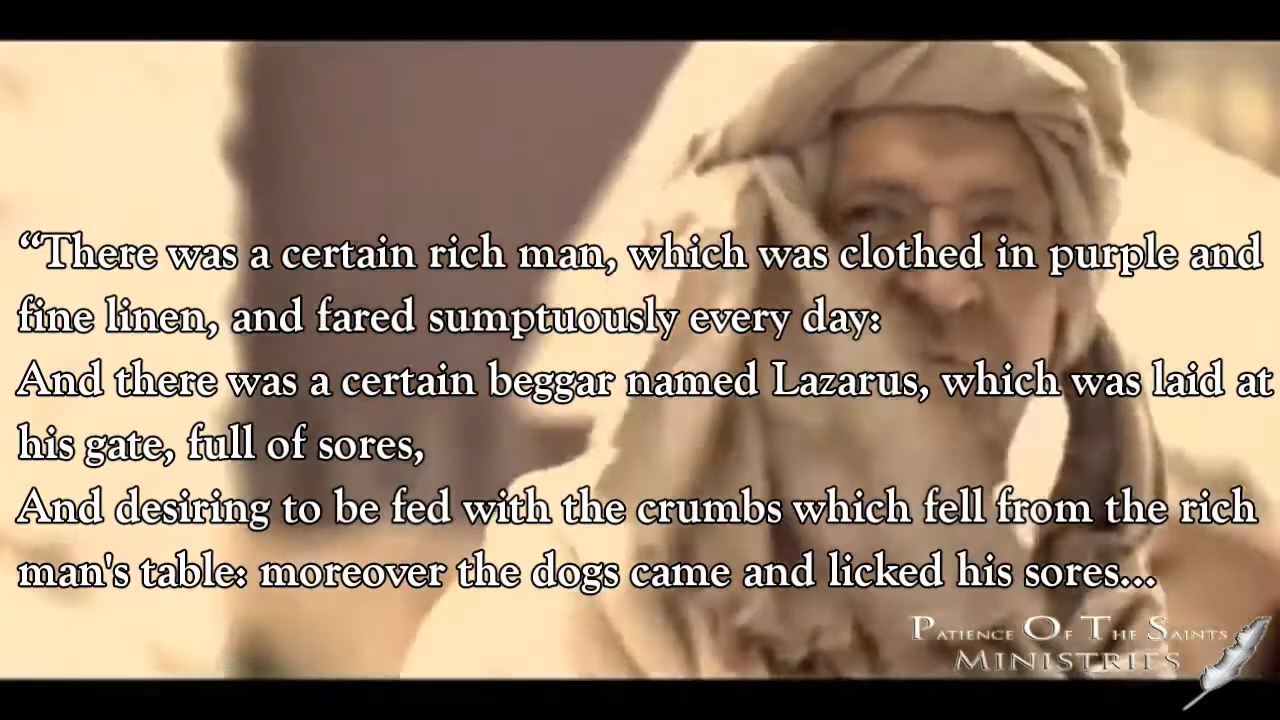 “There was a certain rich man, which was clothed in purple and
fine linen, and fared sumptuously every day:
And there was a certain beggar named Lazarus, which was laid at
his gate, full of sores,
And desiring to be fed with the crumbs which fell from the rich
man's table: moreover the dogs came and licked his sores...
Patience Of The Saints
Ministries